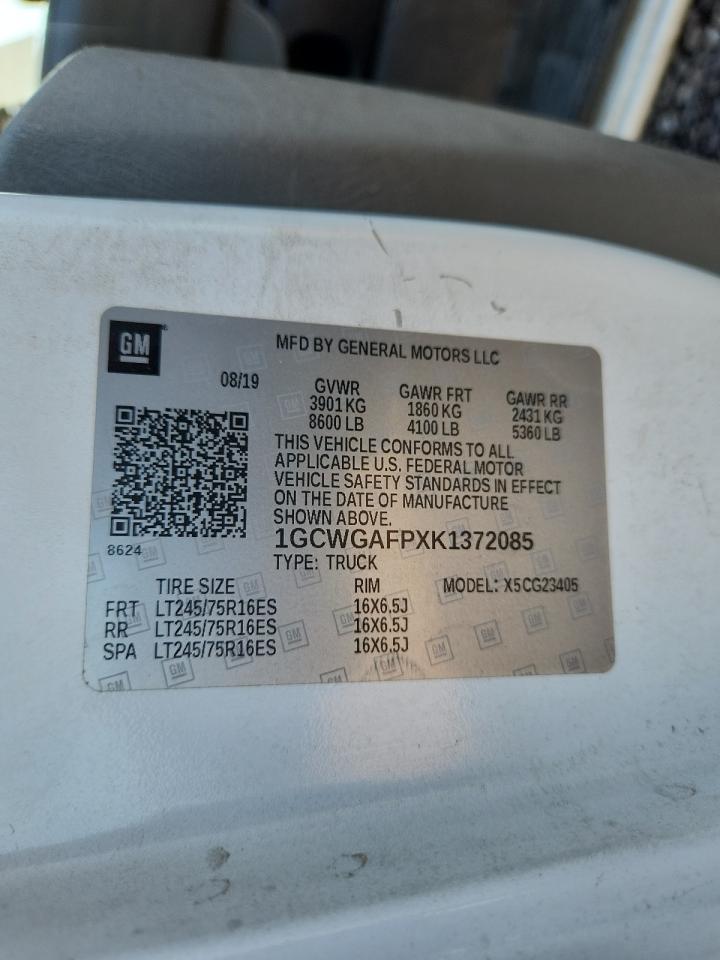 GM
MFD BY GENERAL MOTORS LLC
08/19
GVWR GAWR FRT GAWR RR
3901 KG 1860 KG 2431 KG
8600 LB 4100 LB 5360 LB
THIS VEHICLE CONFORMS TO ALL
APPLICABLE U.S. FEDERAL MOTOR
VEHICLE SAFETY STANDARDS IN EFFECT
ON THE DATE OF MANUFACTURE
SHOWN ABOVE.
8624
1GCWGAFPXK1372085
TYPE: TRUCK
TIRE SIZE RIM MODEL: X5CG23405
FRT LT245/75R16ES 16X6.5J
RR LT245/75R16ES 16X6.5J
SPA LT245/75R16ES 16X6.5J